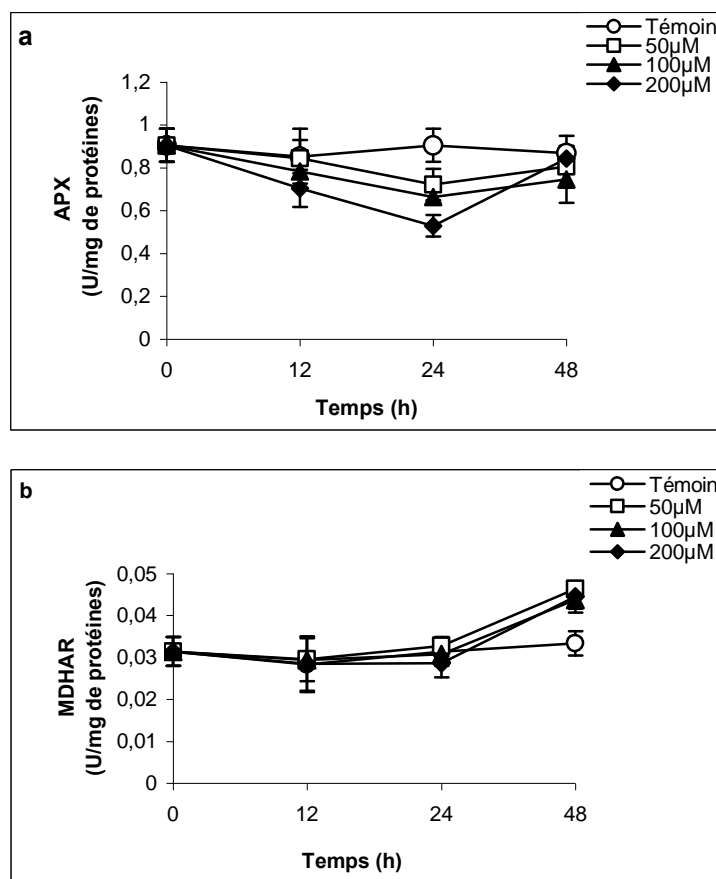 a
Témoin
50µM
100µM
200µM
APX
(U/mg de protéines)
1,2
1
0,8
0,6
0,4
0,2
0
0 12 24 48
Temps (h)
b
Témoin
50µM
100µM
200µM
MDHAR
(U/mg de protéines)
0,05
0,04
0,03
0,02
0,01
0
0 12 24 48
Temps (h)